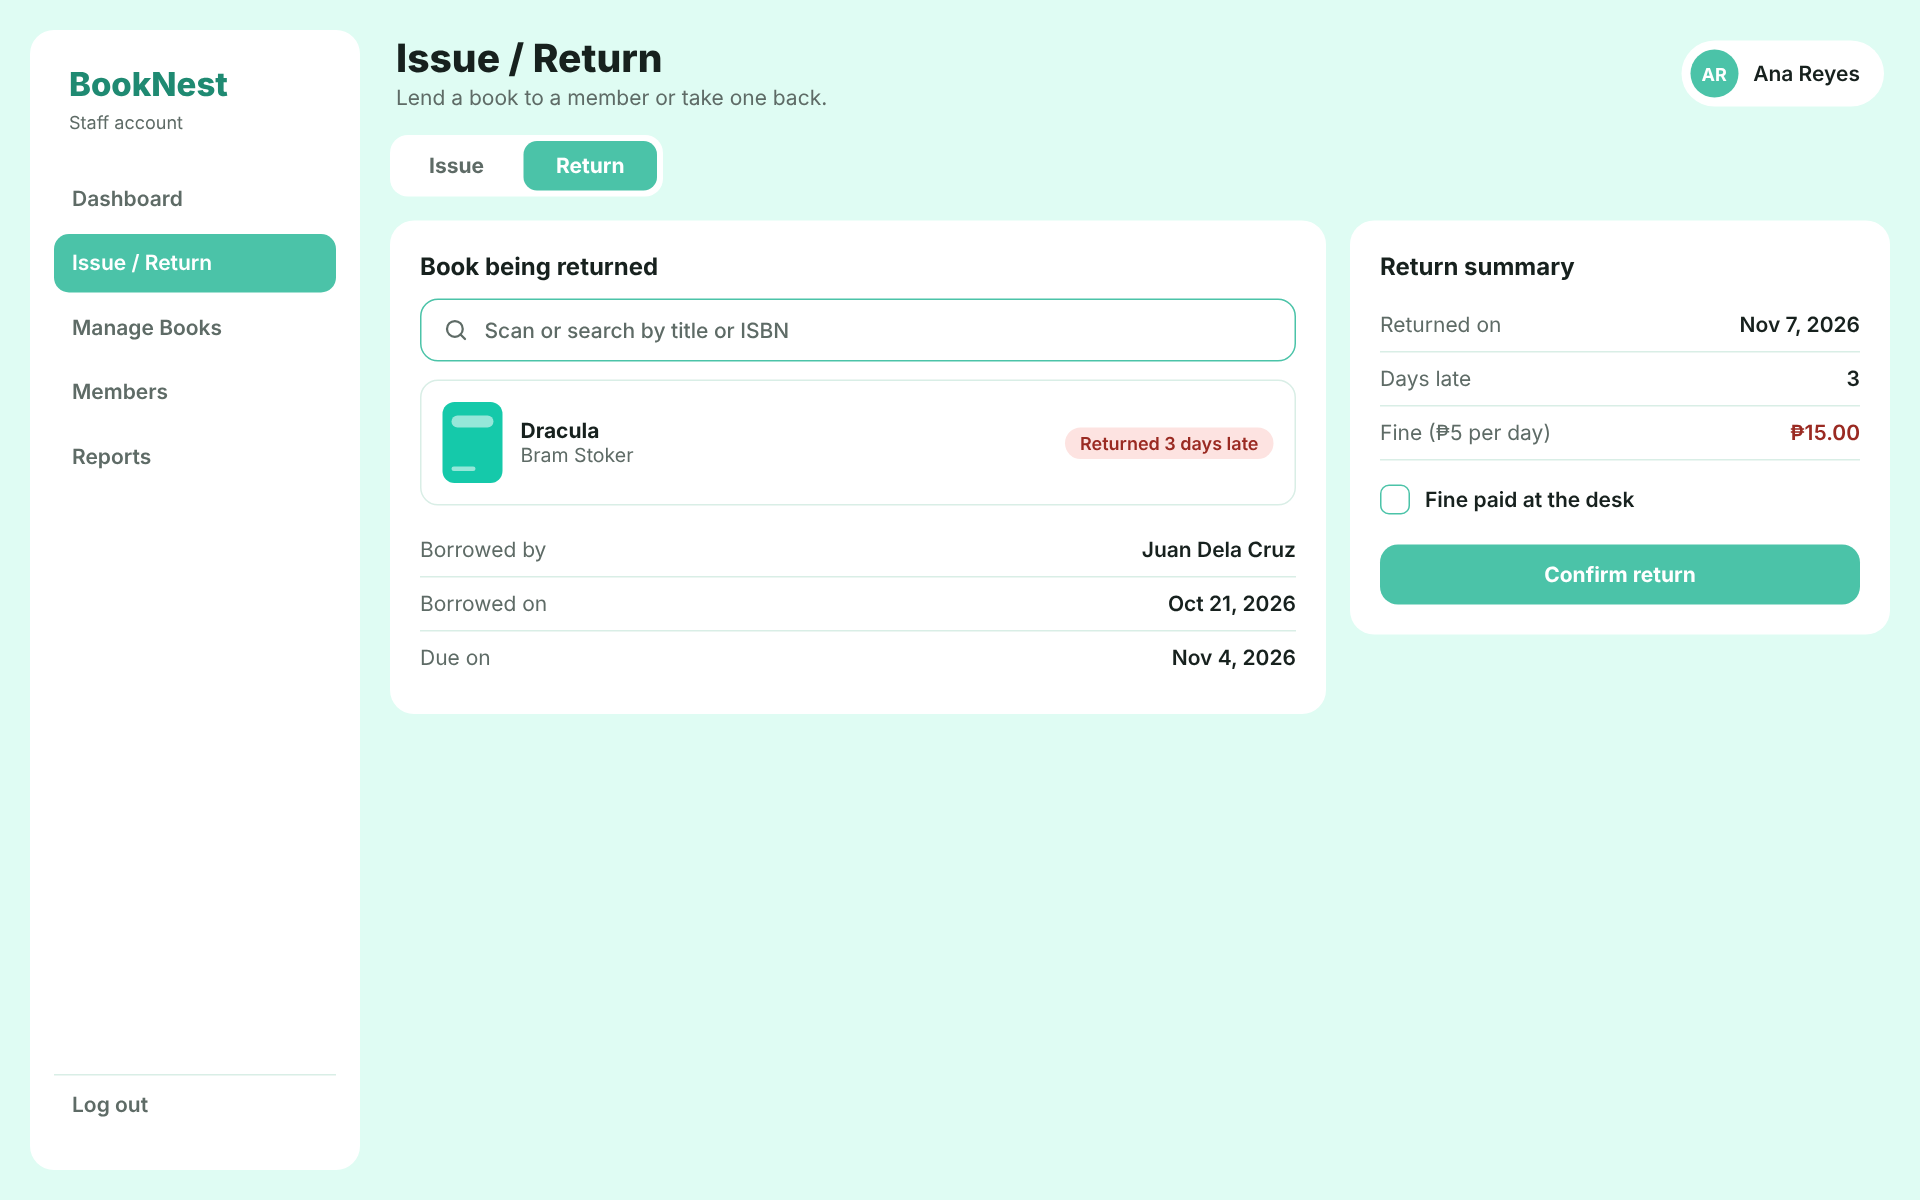 BookNest
Staff account
Dashboard
Issue / Return
Manage Books
Members
Reports
Log out
Issue / Return
Lend a book to a member or take one back.
AR
Ana Reyes
Issue
Return
Book being returned
Scan or search by title or ISBN
Dracula
Bram Stoker
Returned 3 days late
Borrowed by
Juan Dela Cruz
Borrowed on
Oct 21, 2026
Due on
Nov 4, 2026
Return summary
Returned on
Nov 7, 2026
Days late
3
Fine (₱5 per day)
₱15.00
Fine paid at the desk
Confirm return